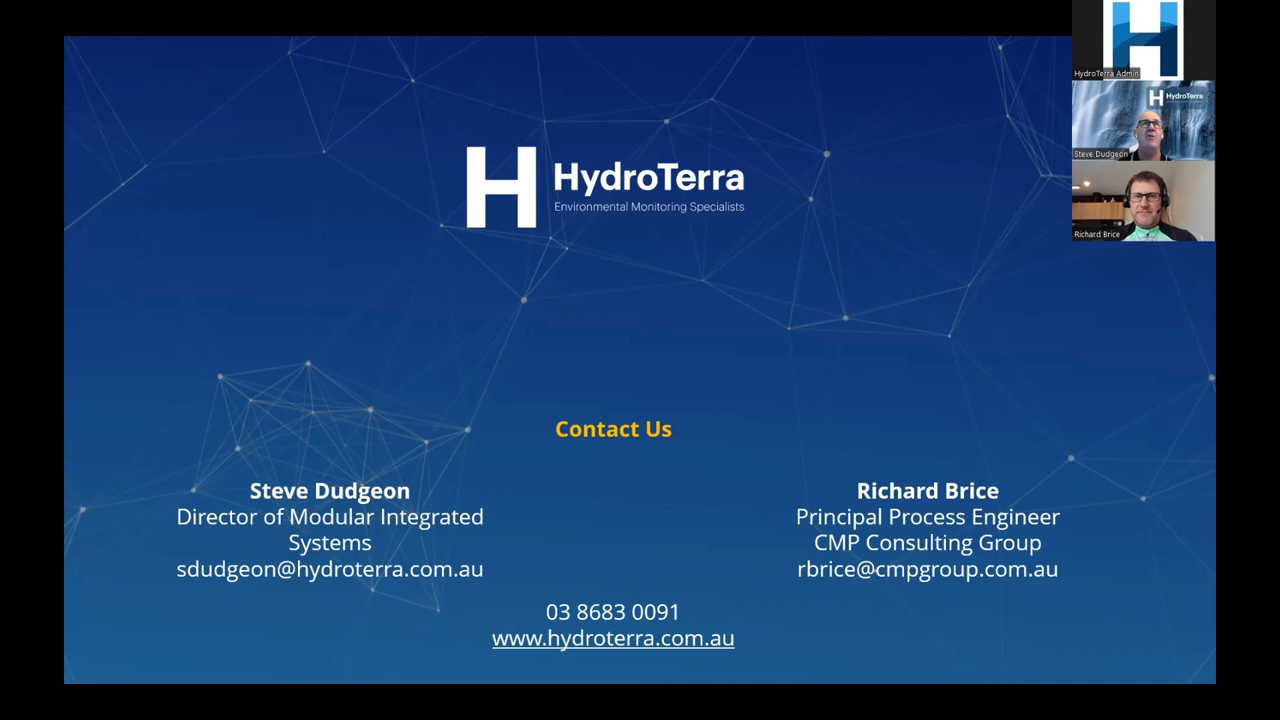 HydroTerra Admin
HydroTerra
Steve Dudgeon
Richard Brice
H HydroTerra
Environmental Monitoring Specialists
Contact Us
Steve Dudgeon
Director of Modular Integrated
Systems
sdudgeon@hydroterra.com.au
Richard Brice
Principal Process Engineer
CMP Consulting Group
rbrice@cmpgroup.com.au
03 8683 0091
www.hydroterra.com.au